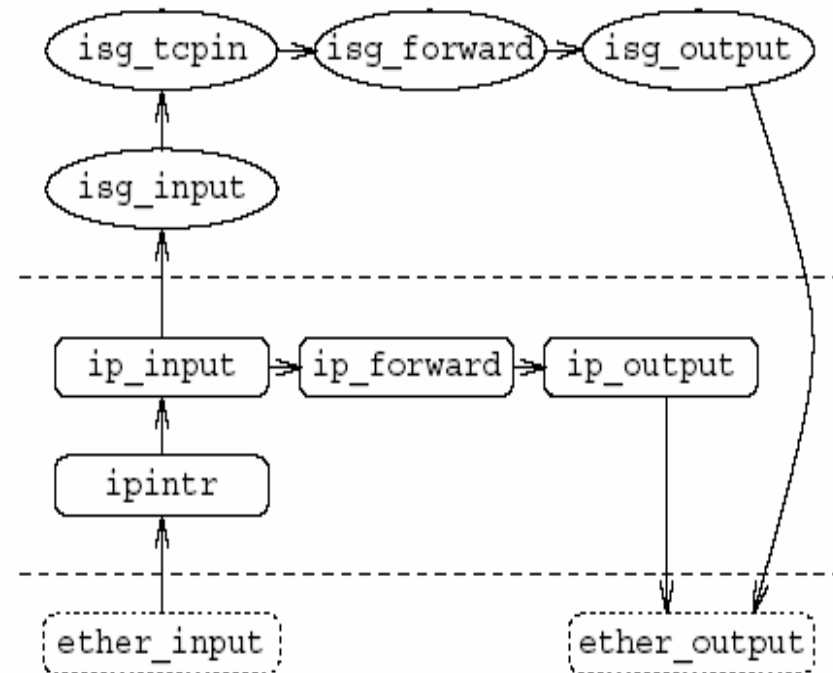 isg_tcpin isg_forward isg_output
isg_input
ip_input ip_forward ip_output
ipintr
ether_input ether_output